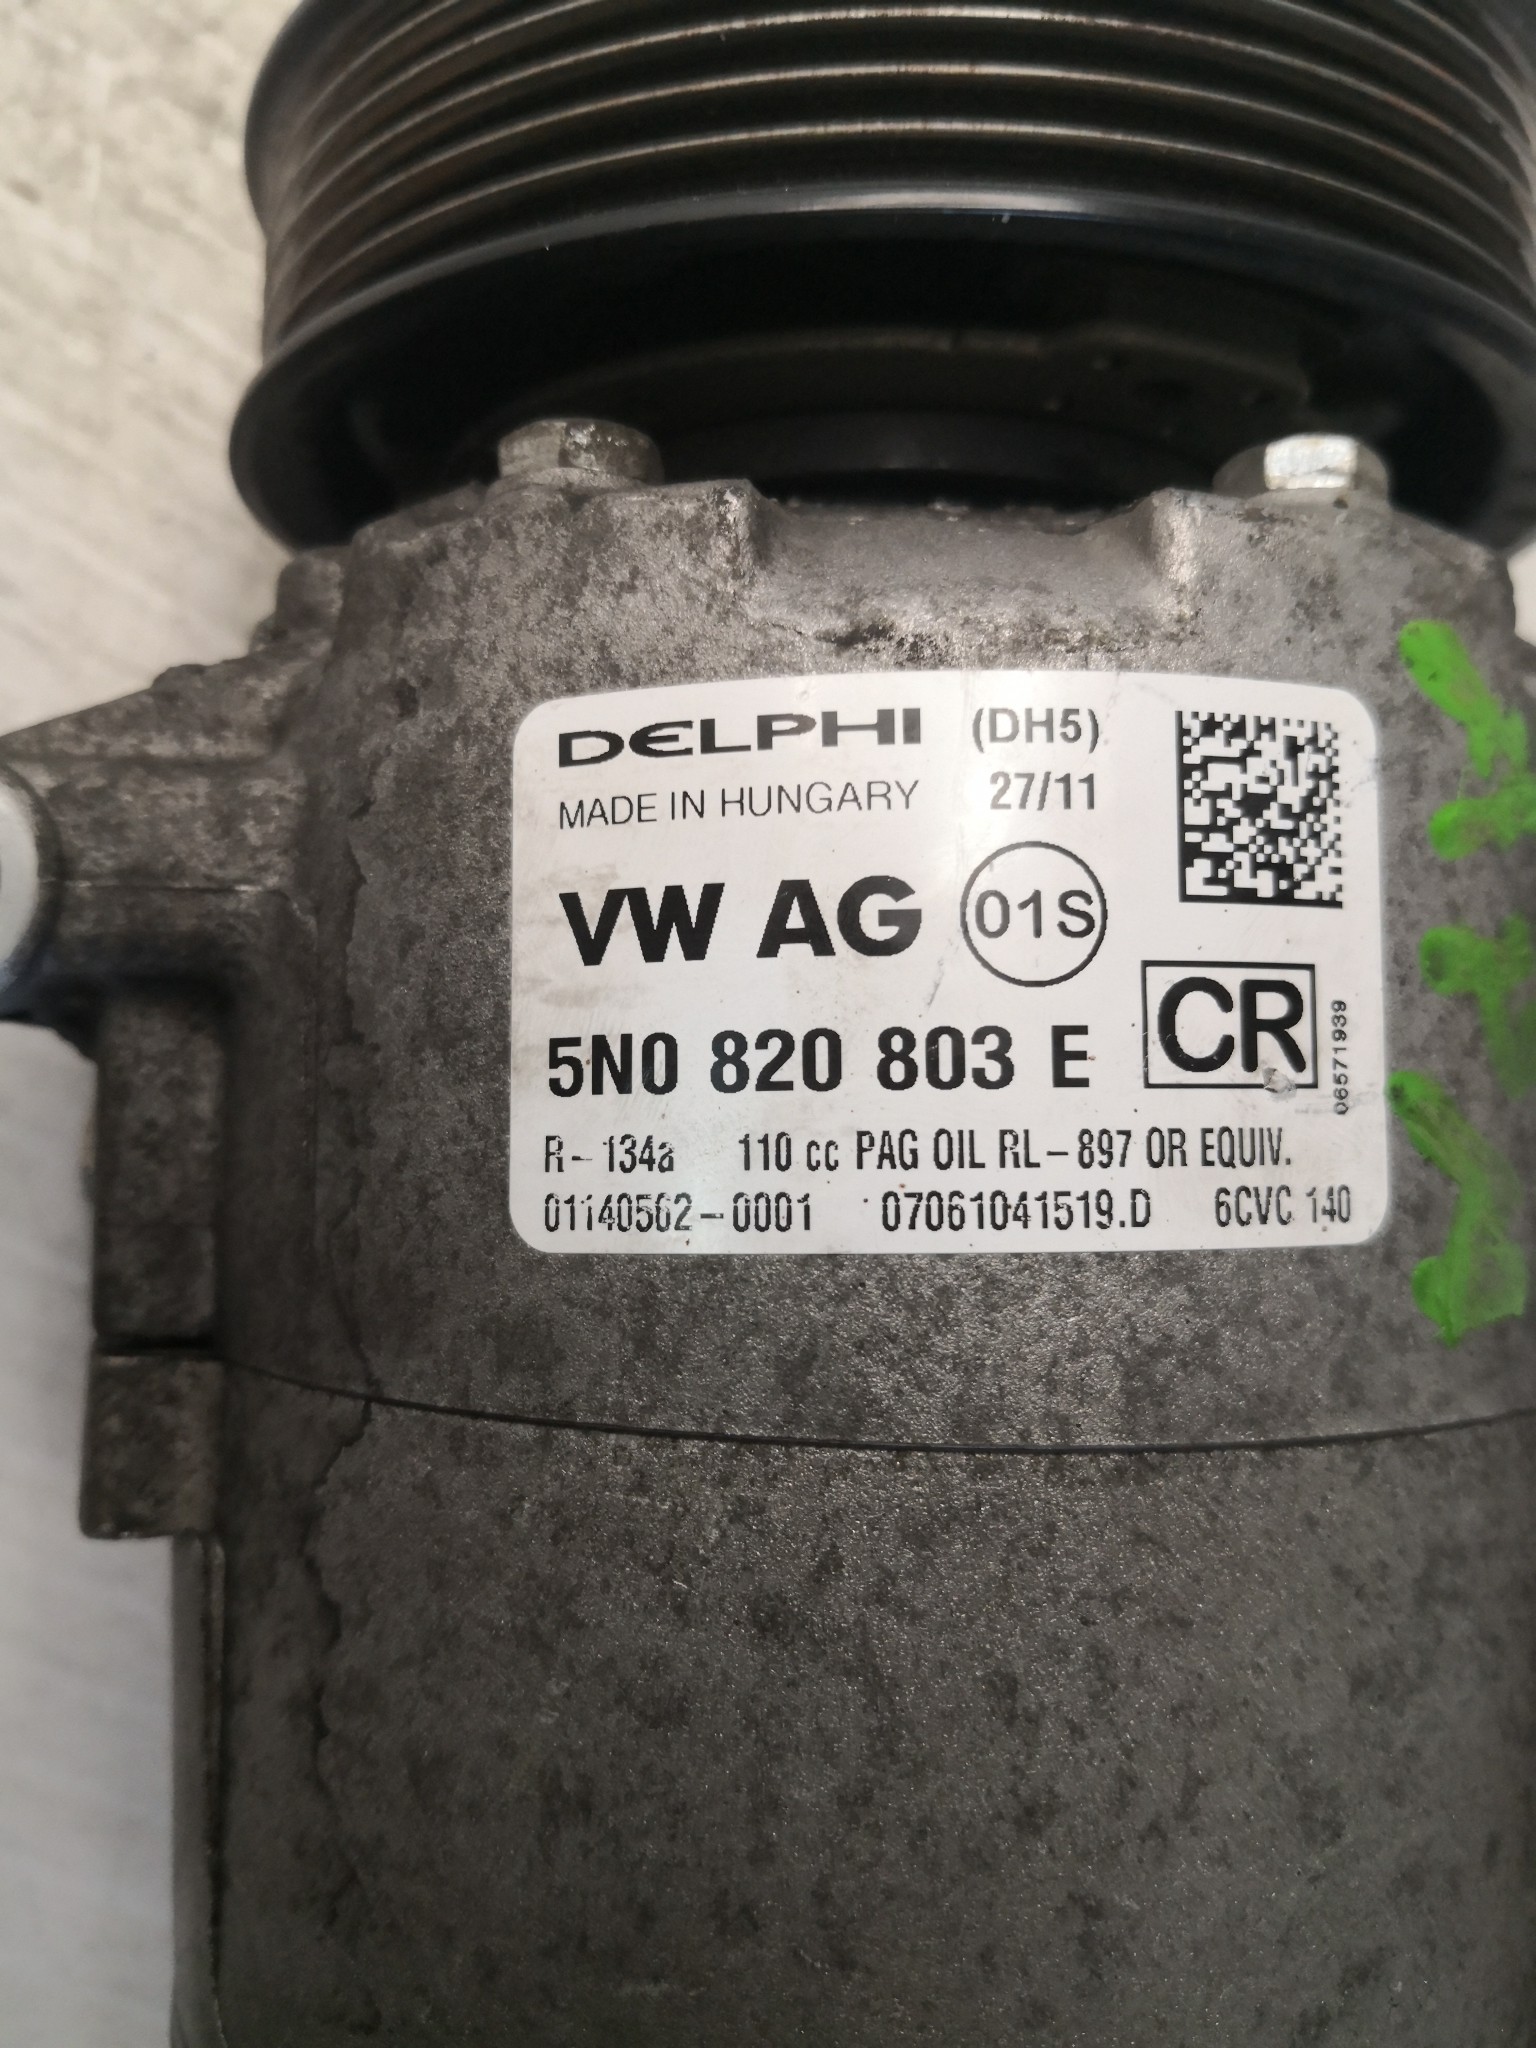 DELPHI (DH5)
MADE IN HUNGARY 27/11
VW AG 01S
5N0 820 803 E CR
06571939
R-134a 110 cc PAG OIL RL-897 OR EQUIV.
01140562-0001 07061041519.D 6CVC 140